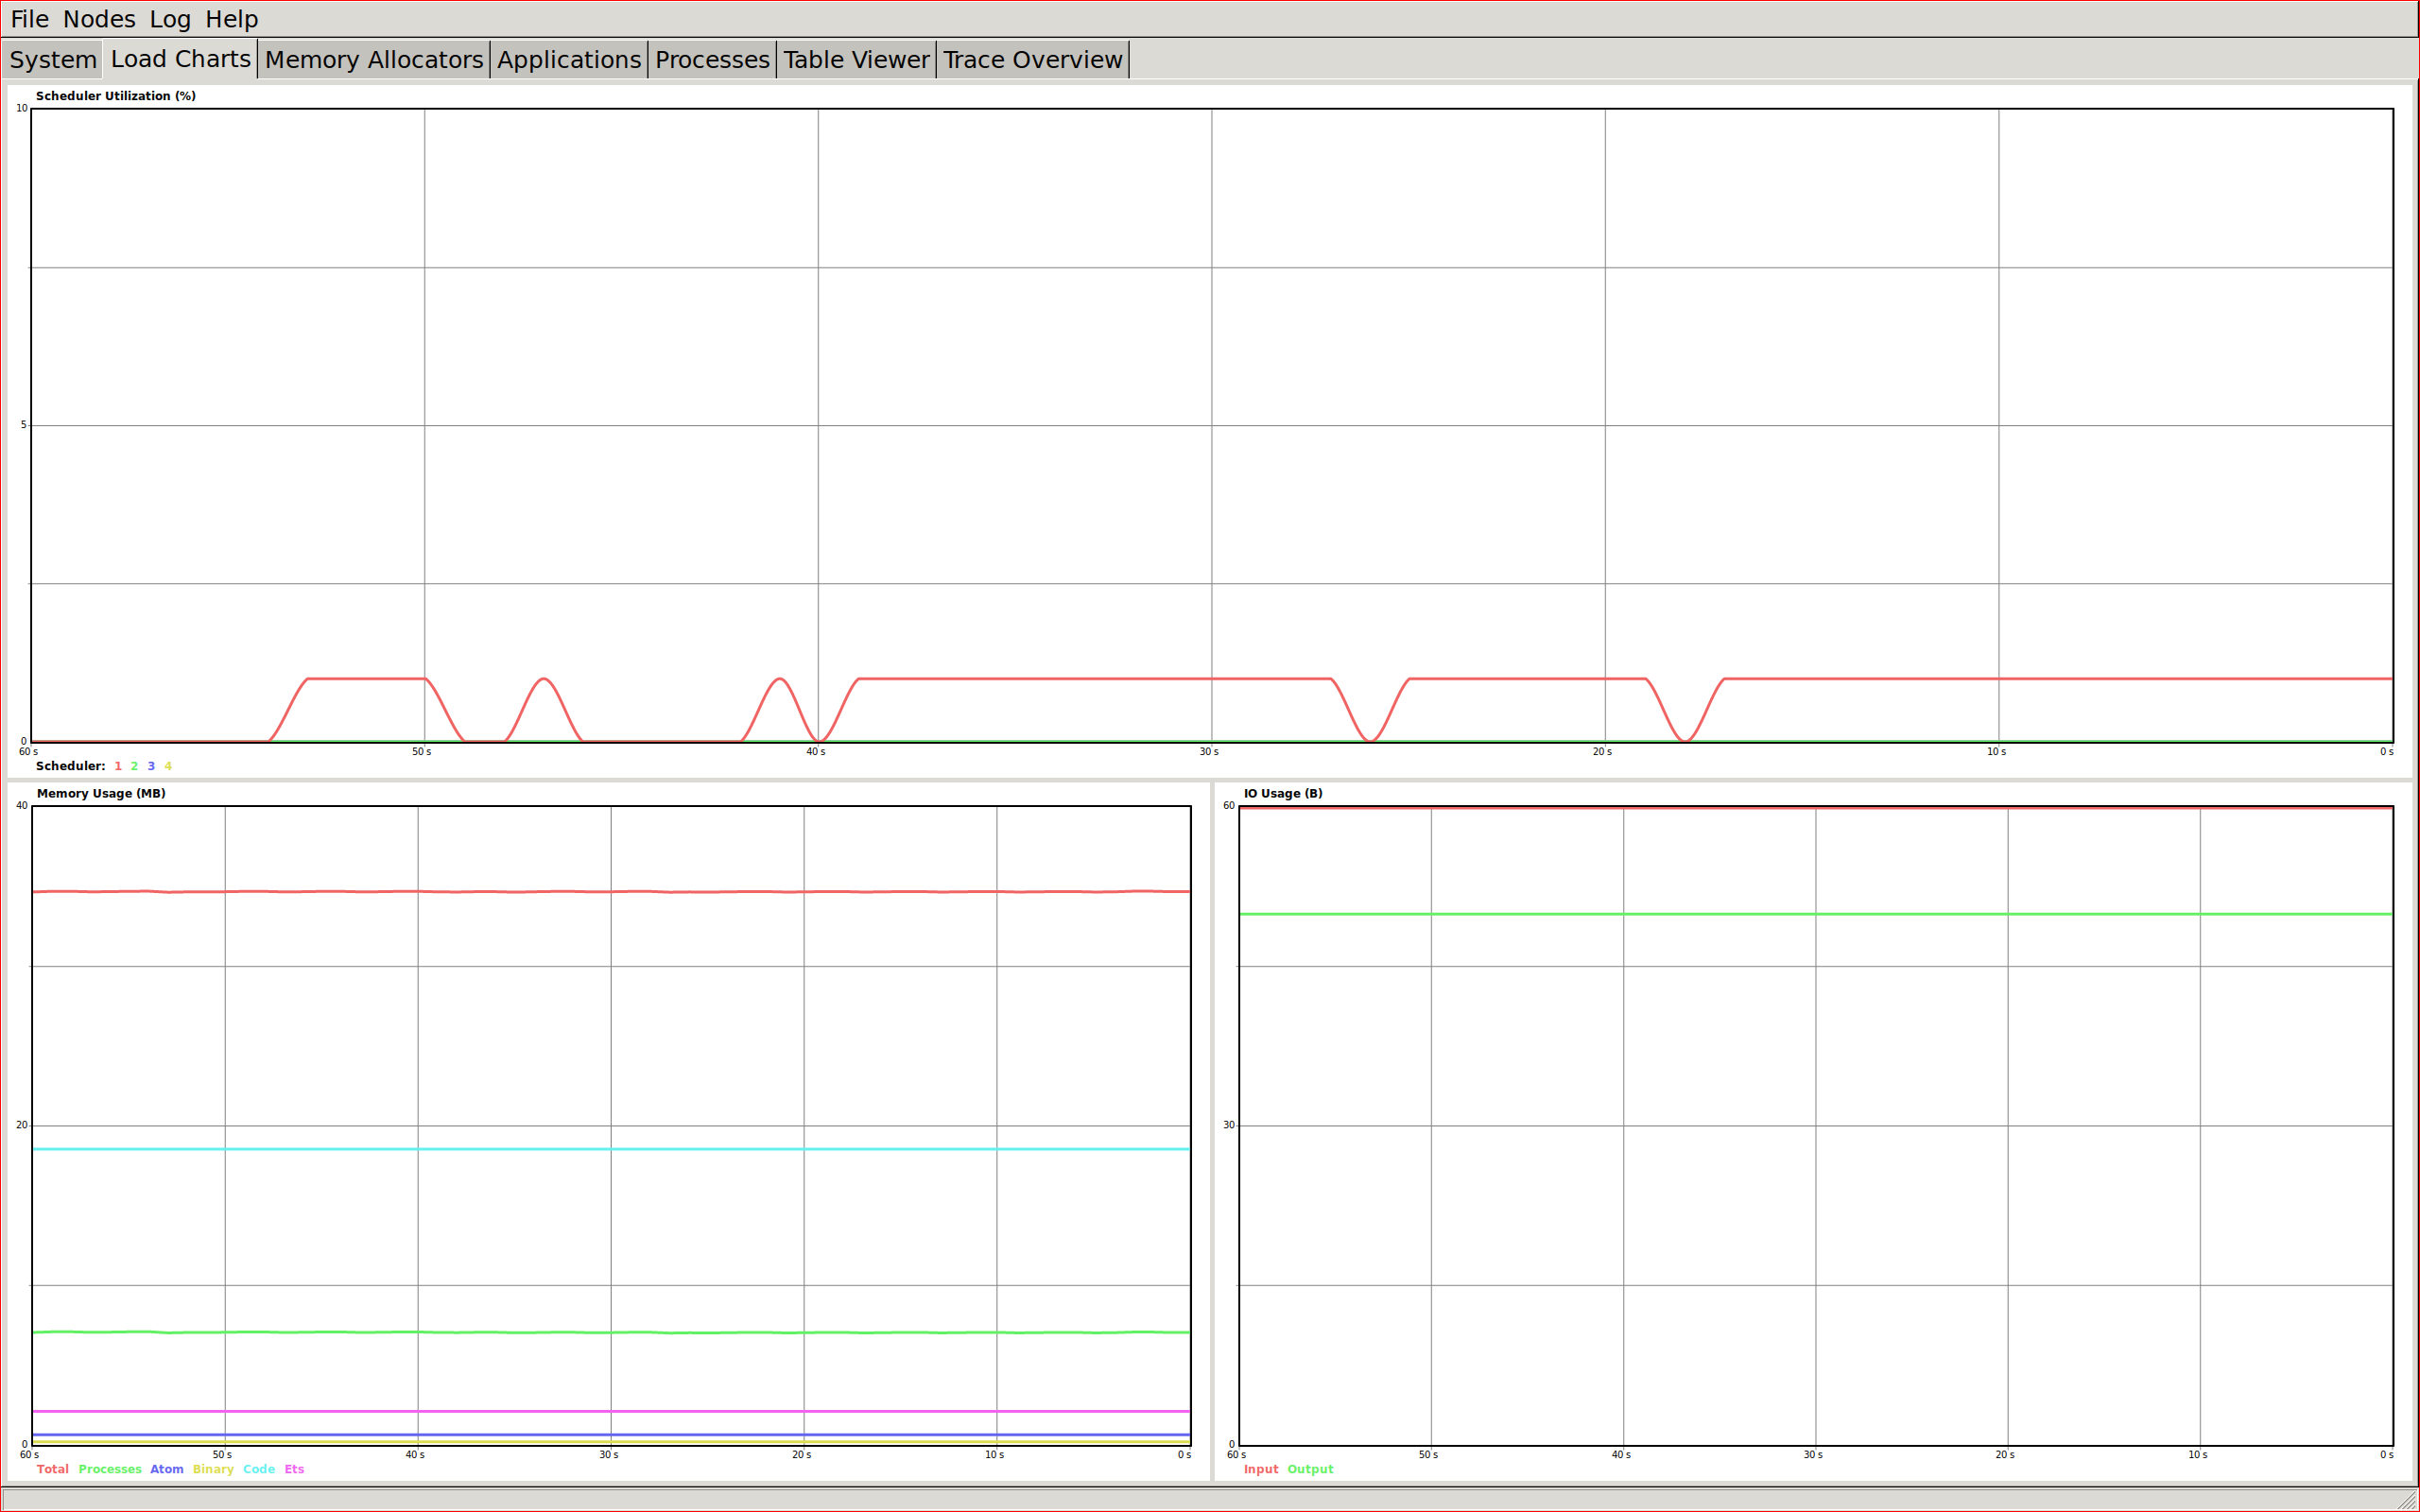 File Nodes Log Help
System Load Charts Memory Allocators Applications Processes Table Viewer Trace Overview
Scheduler Utilization (%)
10
5
0
60 s 50 s 40 s 30 s 20 s 10 s 0 s
Scheduler: 1 2 3 4
Memory Usage (MB)
40
20
0
60 s 50 s 40 s 30 s 20 s 10 s 0 s
Total Processes Atom Binary Code Ets
IO Usage (B)
60
30
0
60 s 50 s 40 s 30 s 20 s 10 s 0 s
Input Output